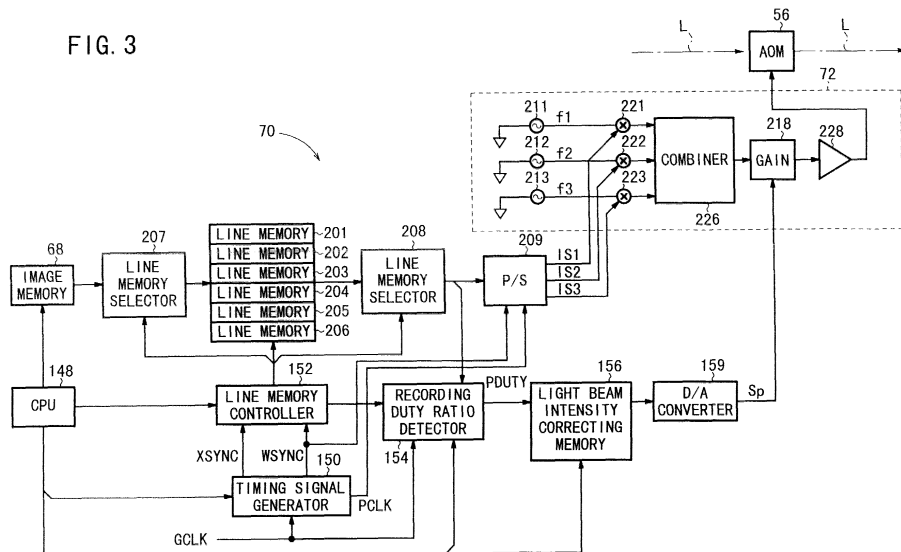 FIG. 3
L
56
AOM
L
72
70
211
f1
221
212
f2
222
213
f3
223
COMBINER
226
218
GAIN
228
68
IMAGE
MEMORY
207
LINE
MEMORY
SELECTOR
LINE MEMORY 201
LINE MEMORY 202
LINE MEMORY 203
LINE MEMORY 204
LINE MEMORY 205
LINE MEMORY 206
208
LINE
MEMORY
SELECTOR
209
P/S
IS1
IS2
IS3
148
CPU
152
LINE MEMORY
CONTROLLER
RECORDING
DUTY RATIO
DETECTOR
154
PDUTY
156
LIGHT BEAM
INTENSITY
CORRECTING
MEMORY
159
D/A
CONVERTER
Sp
XSYNC
WSYNC
150
TIMING SIGNAL
GENERATOR
PCLK
GCLK